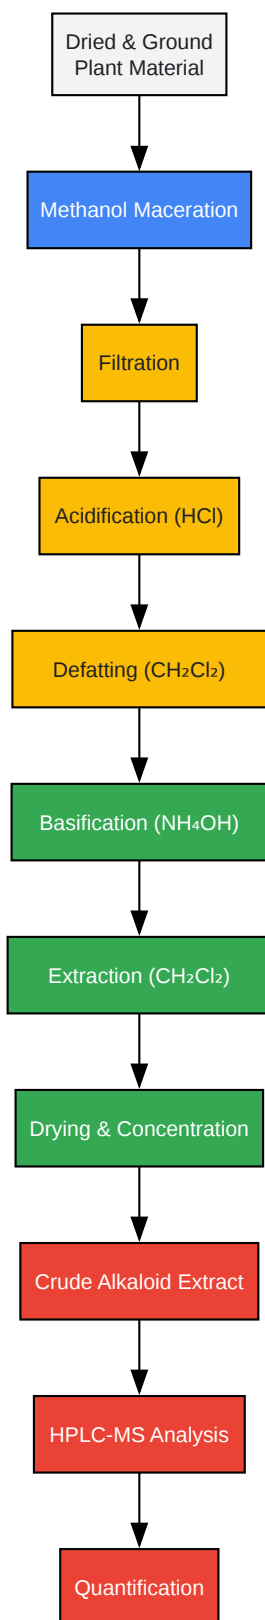 Dried & Ground
Plant Material
Methanol Maceration
Filtration
Acidification (HCl)
Defatting (CH₂Cl₂)
Basification (NH₄OH)
Extraction (CH₂Cl₂)
Drying & Concentration
Crude Alkaloid Extract
HPLC-MS Analysis
Quantification